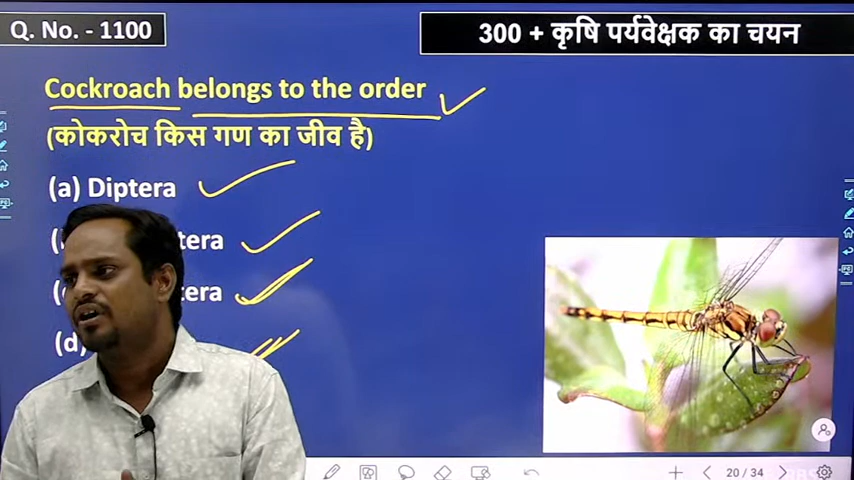 Q. No. - 1100
300 + कृषि पर्यवेक्षक का चयन
Cockroach belongs to the order
(कोकरोच किस गण का जीव है)
(a) Diptera
tera
tera
(d)
20 / 34